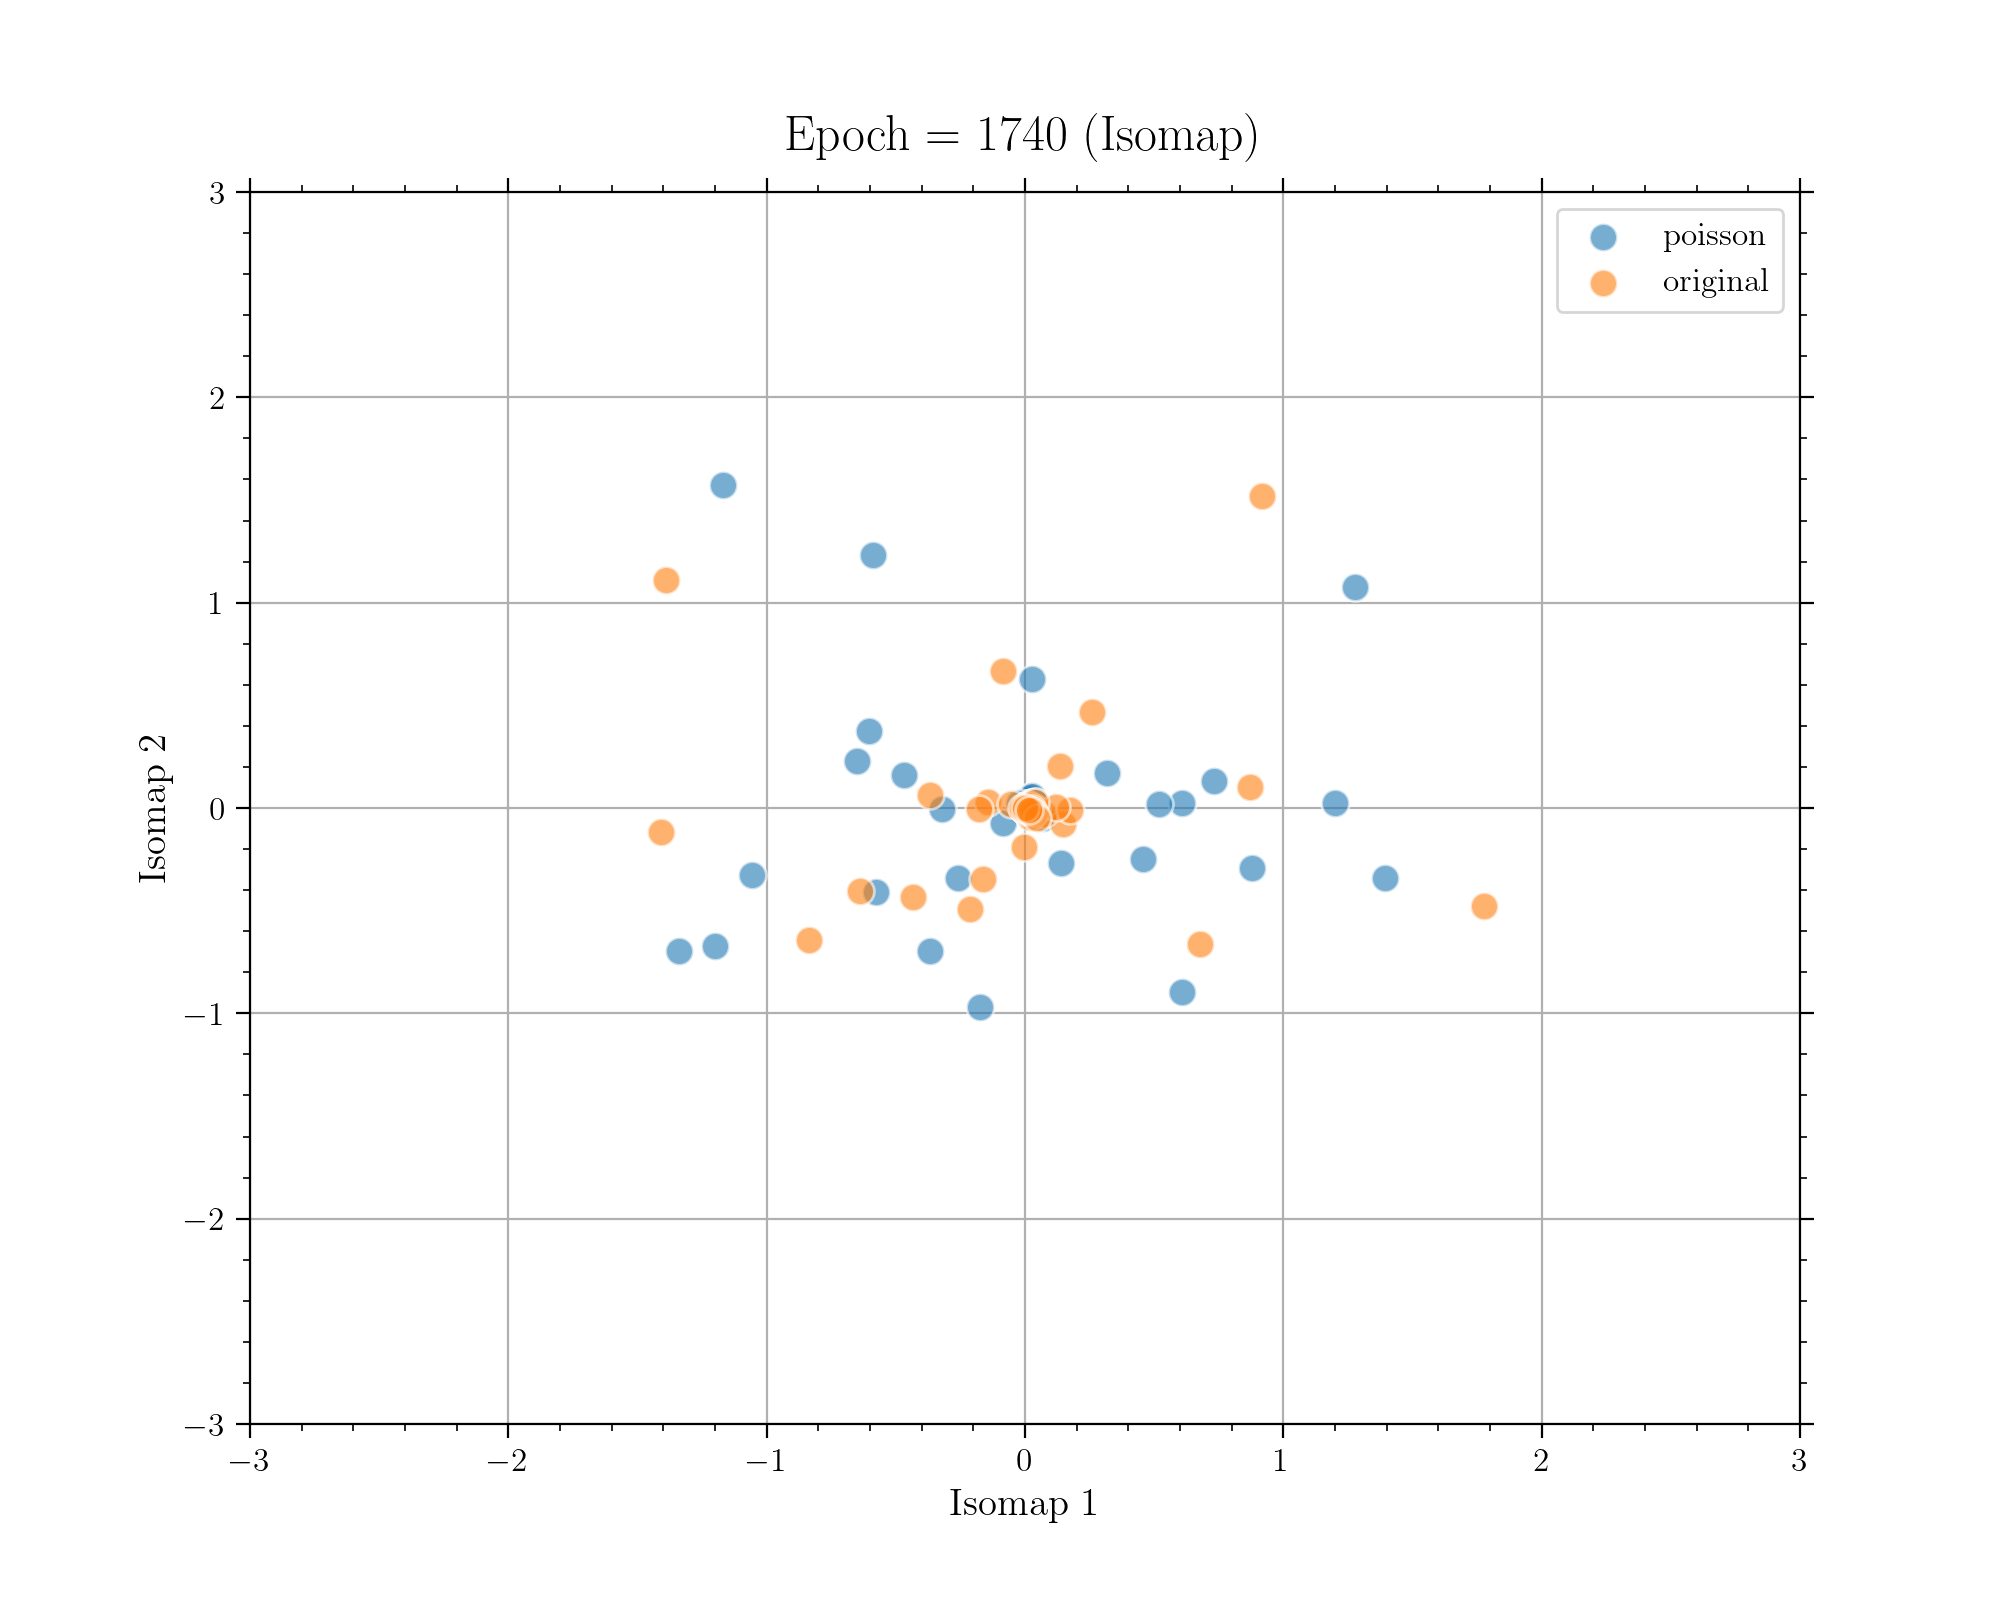 Epoch = 1740 (Isomap)
poisson
original
3
2
1
0
−1
−2
−3
Isomap 2
−3
−2
−1
0
1
2
3
Isomap 1